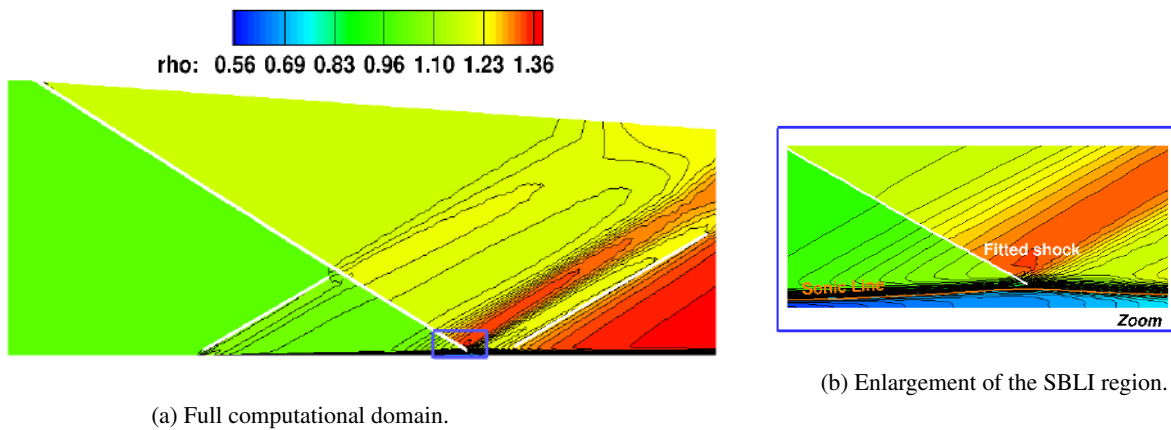 rho: 0.56 0.69 0.83 0.96 1.10 1.23 1.36
Fitted shock
Sonic Line
Zoom
(b) Enlargement of the SBLI region.
(a) Full computational domain.